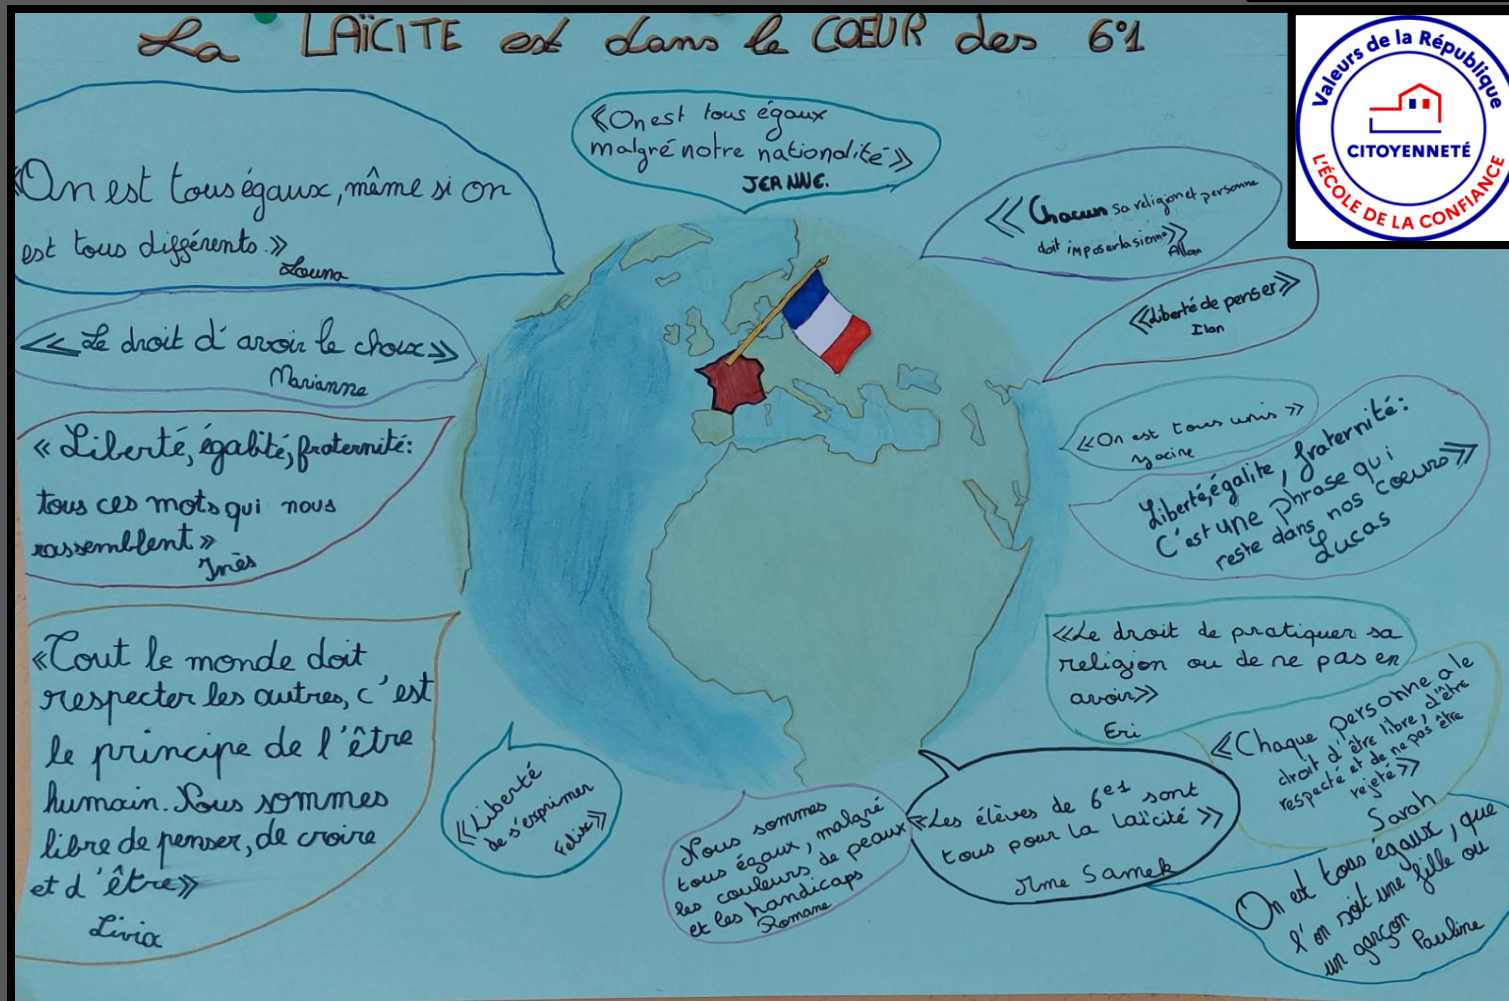 La LAÏCITE est dans le COEUR des 6°1
Valeurs de la République
CITOYENNETÉ
L'ÉCOLE DE LA CONFIANCE
«On est tous égaux, même si on
est tous différents.»
Louna
«On est tous égaux
malgré notre nationalité»
JEANNE.
«Chacun sa religion et personne
doit imposer la sienne»
Allan
«Liberté de penser»
Ilan
«Le droit d'avoir le choix»
Marianne
«On est tous unis»
yacine
«Liberté, égalité, fraternité:
tous ces mots qui nous
rassemblent»
Inès
Liberté, égalite, fraternité:
C'est une phrase qui
reste dans nos coeurs»
Lucas
«Tout le monde doit
respecter les autres, c'est
le principe de l'être
humain. Nous sommes
libre de penser, de croire
et d'être»
Livia
«Le droit de pratiquer sa
religion ou de ne pas en
avoir»
Eri
«Chaque personne a le
droit d'être libre, d'être
respecté et de ne pas être
rejeté»
Sarah
«Liberté
de s'exprimer
»
Nous sommes
tous égaux, malgré
les couleurs de peaux
et les handicaps
Romane
«Les élèves de 6e1 sont
tous pour la laïcité»
Mme Samek
On est tous égaux, que
l'on soit une fille ou
un garçon
Pauline